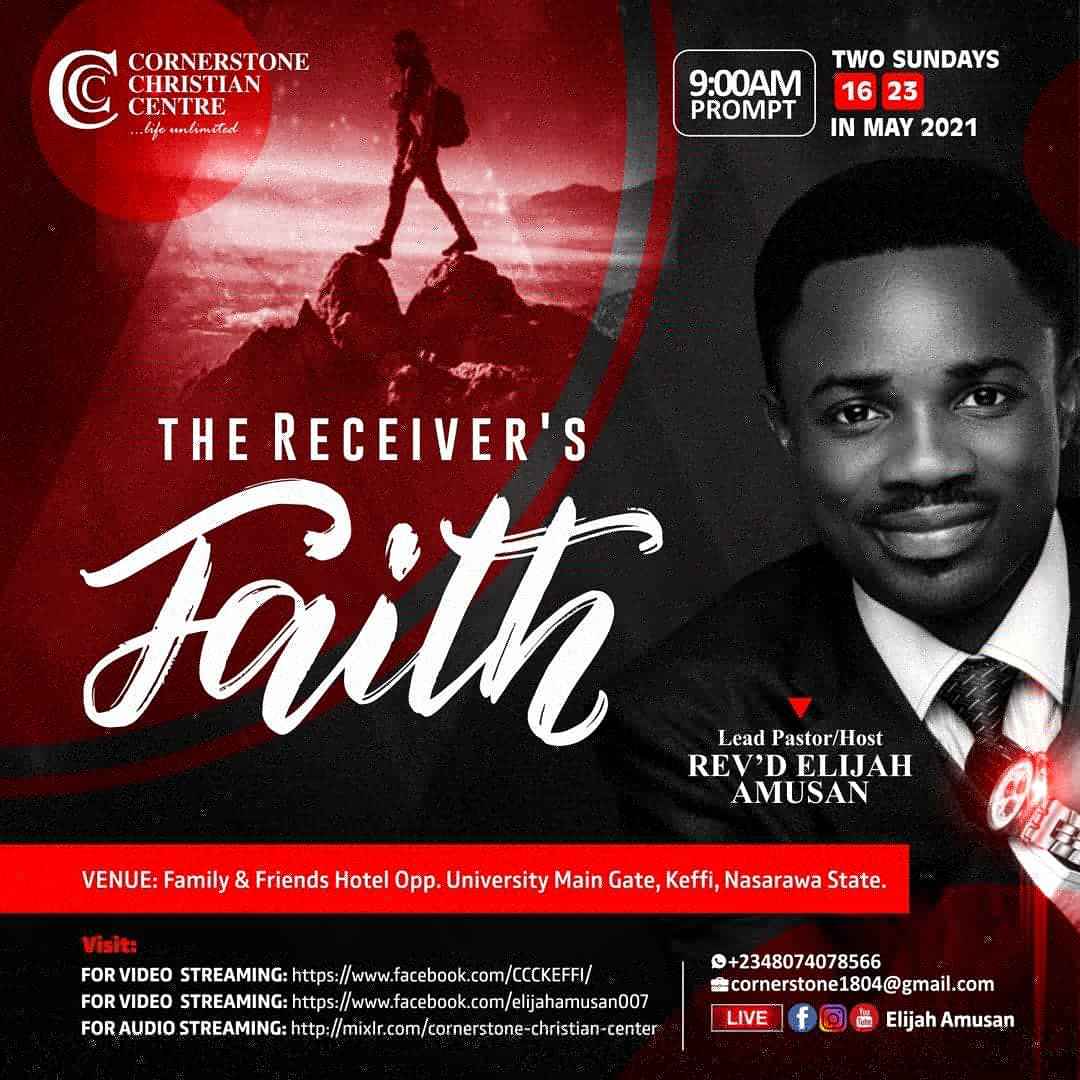 CORNERSTONE
CHRISTIAN
CENTRE
...life unlimited
9:00AM
PROMPT
TWO SUNDAYS
16 23
IN MAY 2021
THE RECEIVER'S
Faith
Lead Pastor/Host
REV'D ELIJAH
AMUSAN
VENUE: Family & Friends Hotel Opp. University Main Gate, Keffi, Nasarawa State.
Visit:
FOR VIDEO STREAMING: https://www.facebook.com/CCCKEFFI/
FOR VIDEO STREAMING: https://www.facebook.com/elijahamusan007
FOR AUDIO STREAMING: http://mixlr.com/cornerstone-christian-center
+2348074078566
cornerstone1804@gmail.com
LIVE Elijah Amusan